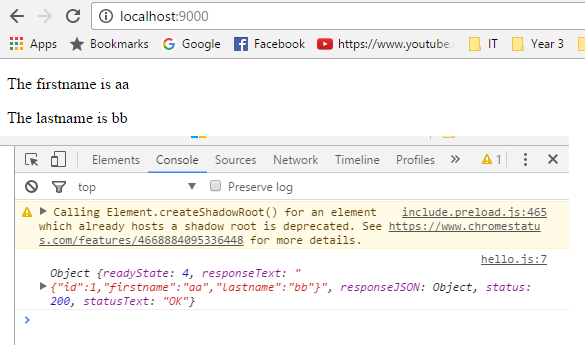 localhost:9000
Apps Bookmarks Google Facebook https://www.youtube. IT Year 3
The firstname is aa
The lastname is bb
Elements Console Sources Network Timeline Profiles » 1
top Preserve log
Calling Element.createShadowRoot() for an element include.preload.js:465
which already hosts a shadow root is deprecated. See https://www.chromestatu
s.com/features/4668884095336448 for more details.
hello.js:7
Object {readyState: 4, responseText: "
{"id":1,"firstname":"aa","lastname":"bb"}", responseJSON: Object, status:
200, statusText: "OK"}